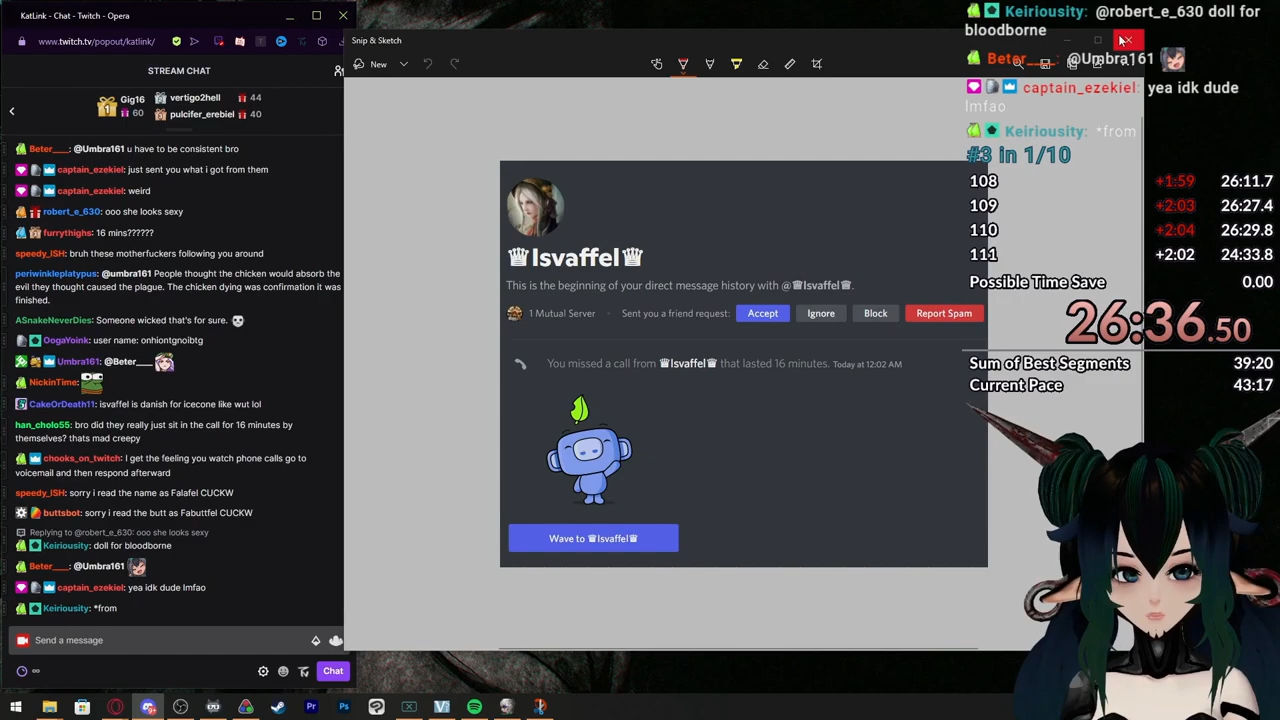 KatLink - Chat - Twitch - Opera
www.twitch.tv/popout/katlink/
STREAM CHAT
1
Gig16
60
vertigo2hell
44
pulcifer_erebiel
40
Beter____: @Umbra161 u have to be consistent bro
captain_ezekiel: just sent you what i got from them
captain_ezekiel: weird
robert_e_630: ooo she looks sexy
furrythighs: 16 mins??????
speedy_ISH: bruh these motherfuckers following you around
periwinkleplatypus: @umbra161 People thought the chicken would absorb the
evil they thought caused the plague. The chicken dying was confirmation it was
finished.
ASnakeNeverDies: Someone wicked that's for sure.
OogaYoink: user name: onhiontgnoibtg
Umbra161: @Beter____
NickinTime:
CakeOrDeath11: isvaffel is danish for icecone like wut lol
han_cholo55: bro did they really just sit in the call for 16 minutes by
themselves? thats mad creepy
chooks_on_twitch: I get the feeling you watch phone calls go to
voicemail and then respond afterward
speedy_ISH: sorry i read the name as Falafel CUCKW
buttsbot: sorry i read the butt as Fabuttfel CUCKW
Replying to @robert_e_630: ooo she looks sexy
Keiriousity: doll for bloodborne
Beter____: @Umbra161
captain_ezekiel: yea idk dude lmfao
Keiriousity: *from
Send a message
Chat
Snip & Sketch
New
♛Isvaffel♛
This is the beginning of your direct message history with @♛Isvaffel♛.
1 Mutual Server
Sent you a friend request:
Accept
Ignore
Block
Report Spam
You missed a call from ♛Isvaffel♛ that lasted 16 minutes. Today at 12:02 AM
Wave to ♛Isvaffel♛
Keiriousity: @robert_e_630 doll for
bloodborne
Beter____: @Umbra161
captain_ezekiel: yea idk dude
lmfao
Keiriousity: *from
#3 in 1/10
108 +1:59 26:11.7
109 +2:03 26:27.4
110 +2:04 26:29.8
111 +2:02 24:33.8
Possible Time Save 0.00
26:36.50
Sum of Best Segments 39:20
Current Pace 43:17
Pr
Ps